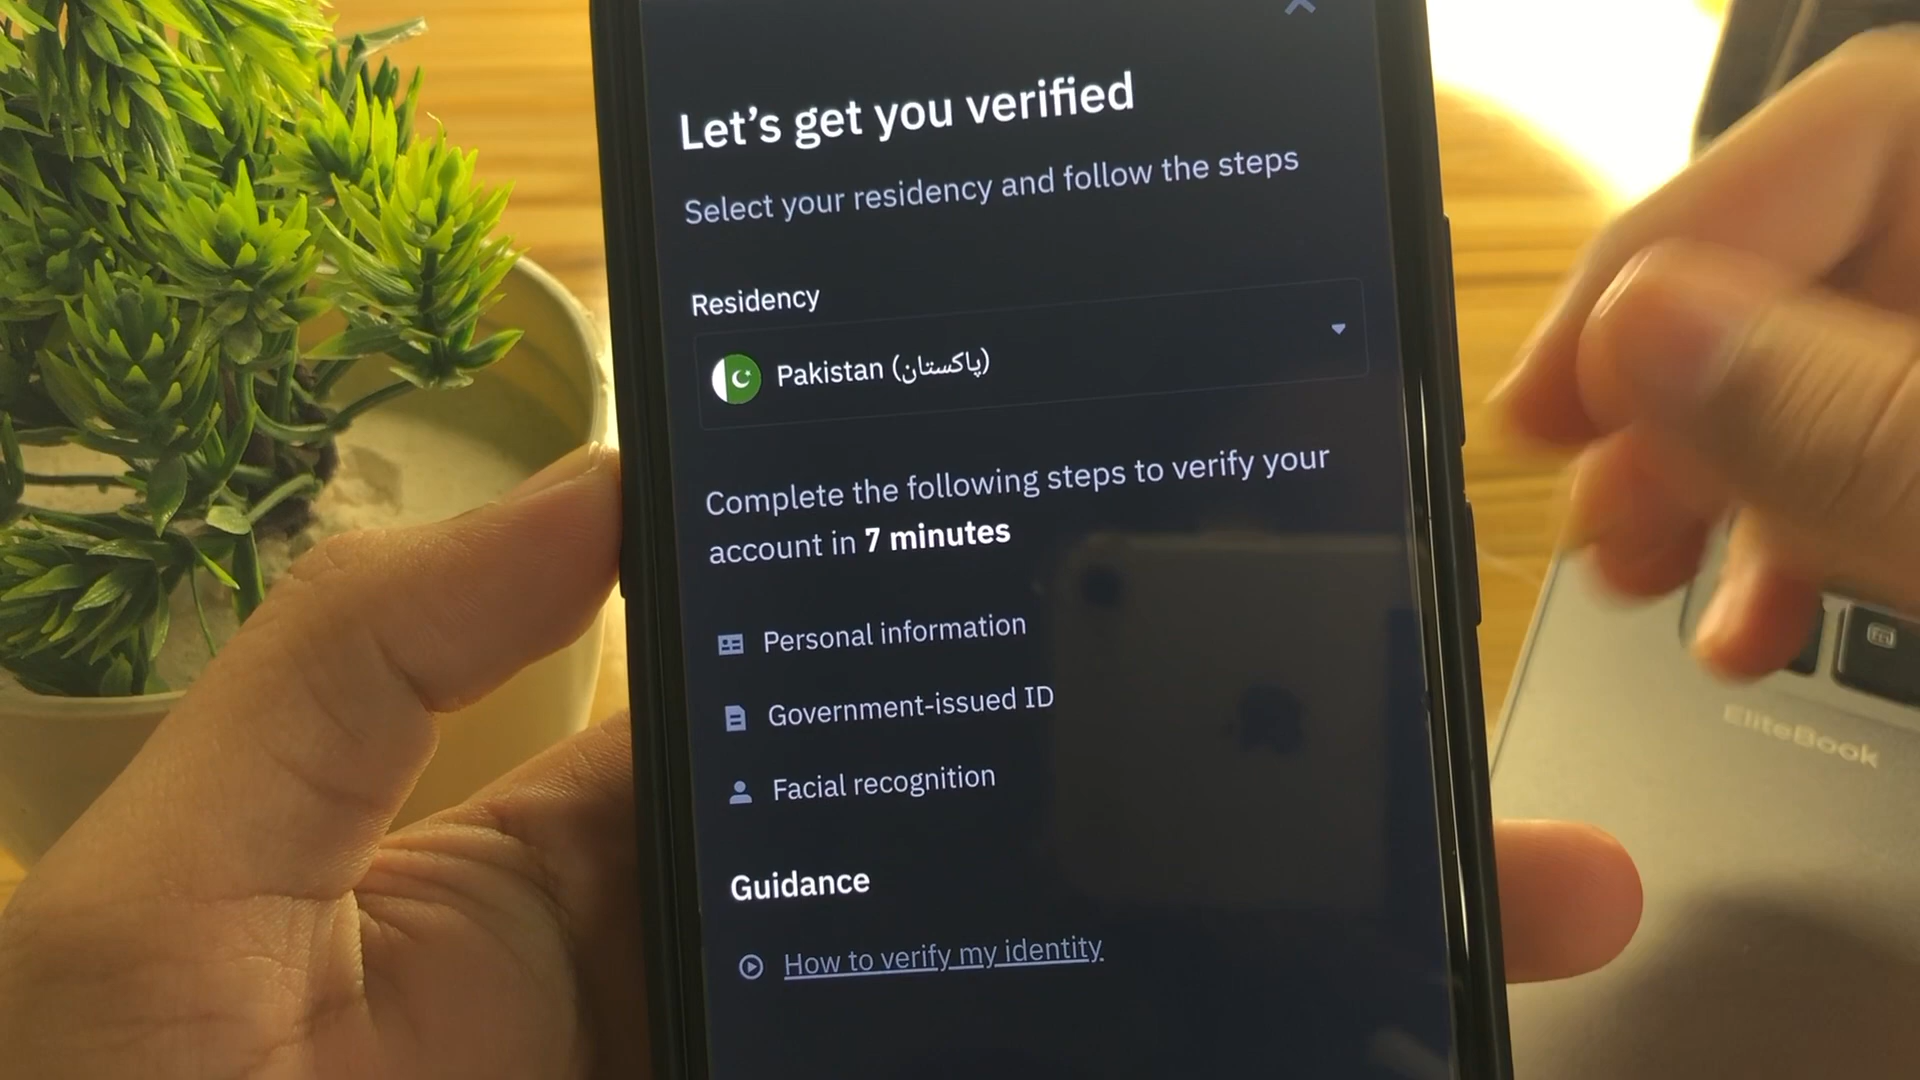 Let's get you verified
Select your residency and follow the steps
Residency
Pakistan (پاکستان)
Complete the following steps to verify your
account in 7 minutes
Personal information
Government-issued ID
Facial recognition
Guidance
How to verify my identity
Fn
EliteBook